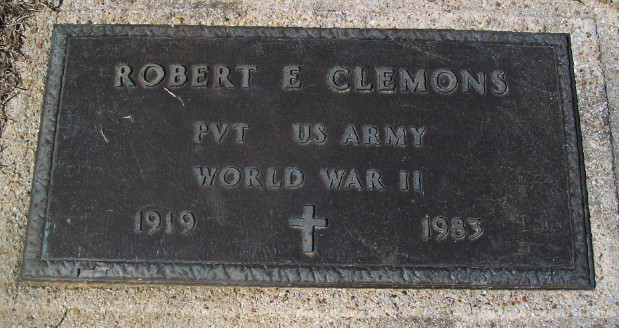 ROBERT E CLEMONS
PVT US ARMY
WORLD WAR II
1919 1983